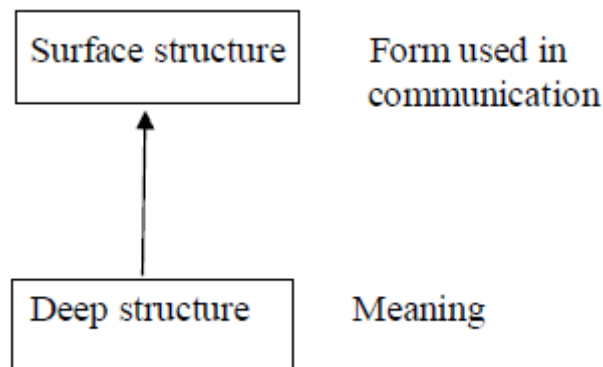 Surface structure
Form used in
communication
Deep structure
Meaning